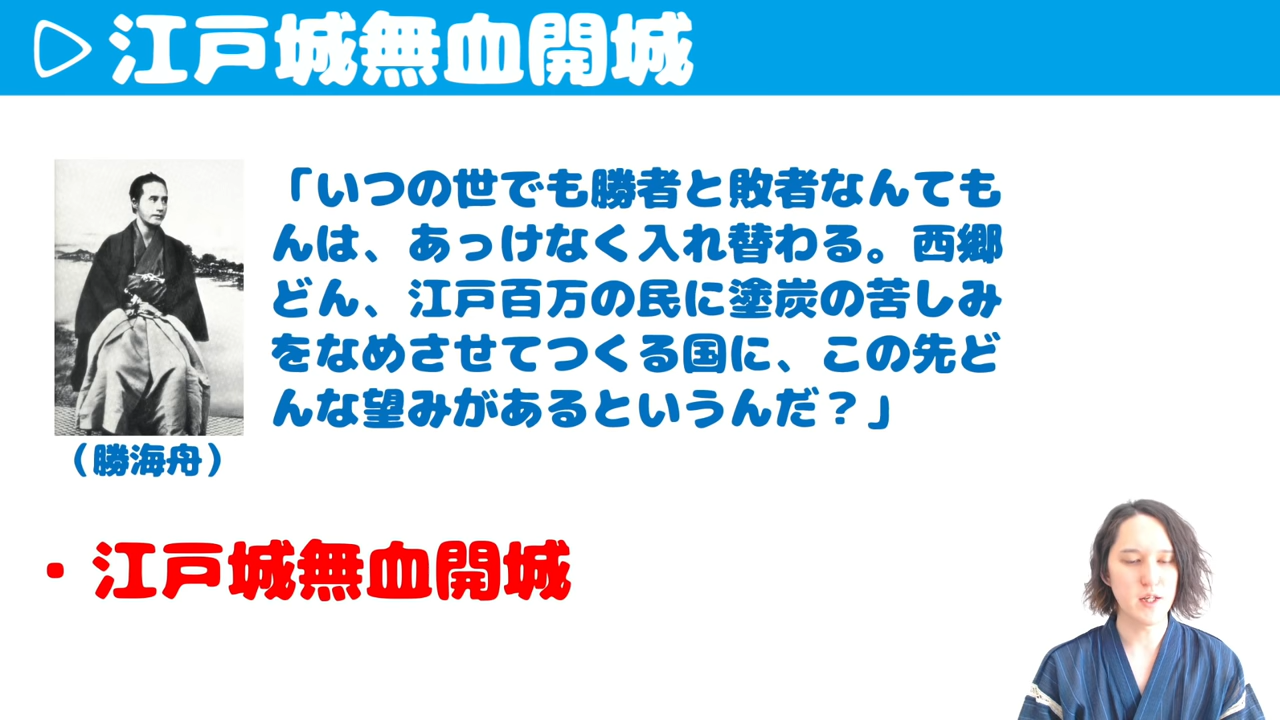 江戸城無血開城
「いつの世でも勝者と敗者なんても
んは、あっけなく入れ替わる。西郷
どん、江戸百万の民に塗炭の苦しみ
をなめさせてつくる国に、この先ど
んな望みがあるというんだ？」
（勝海舟）
・江戸城無血開城